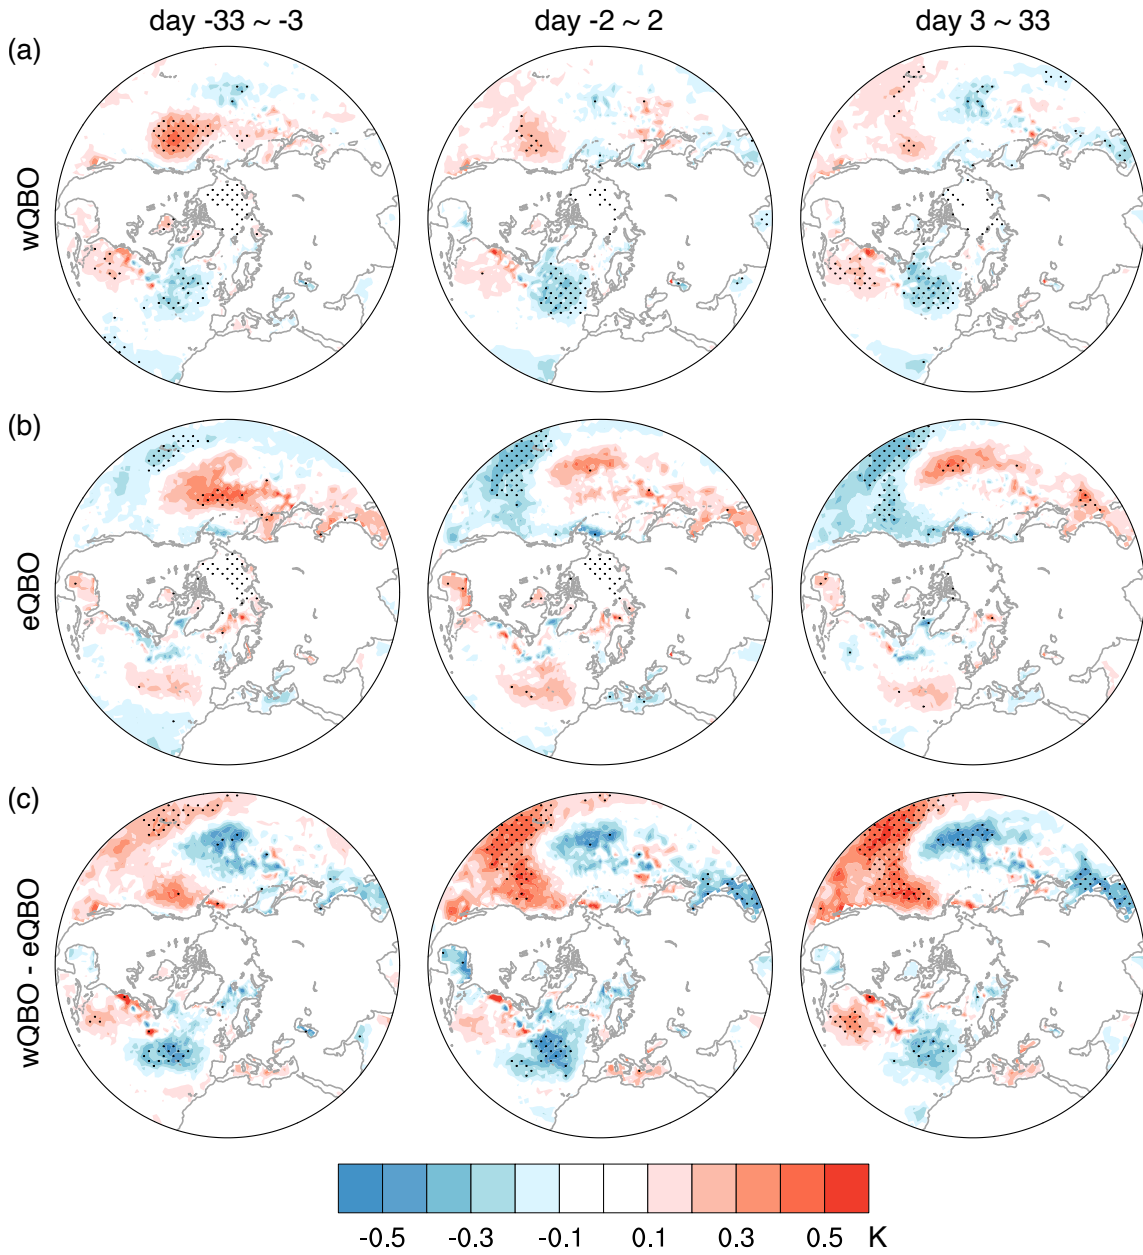 day -33 ~ -3
day -2 ~ 2
day 3 ~ 33
(a)
wQBO
(b)
eQBO
(c)
wQBO - eQBO
-0.5 -0.3 -0.1 0.1 0.3 0.5 K